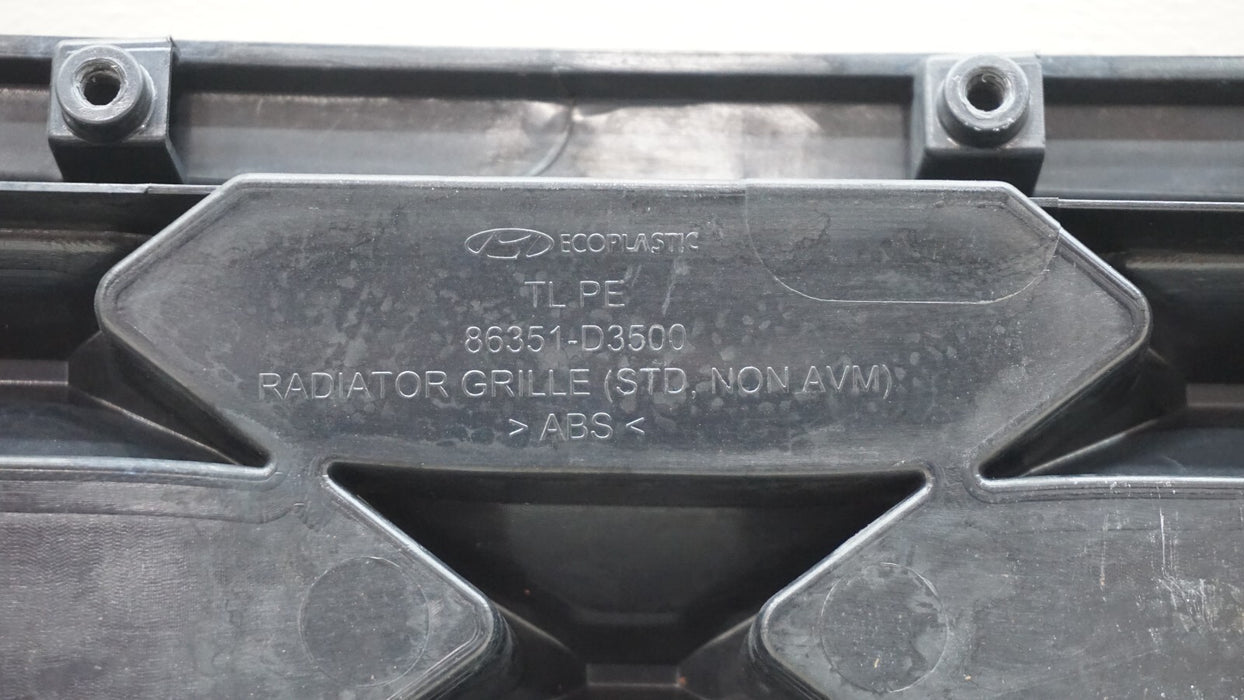 ECOPLASTIC
TL PE
86351-D3500
RADIATOR GRILLE (STD, NON AVM)
> ABS <